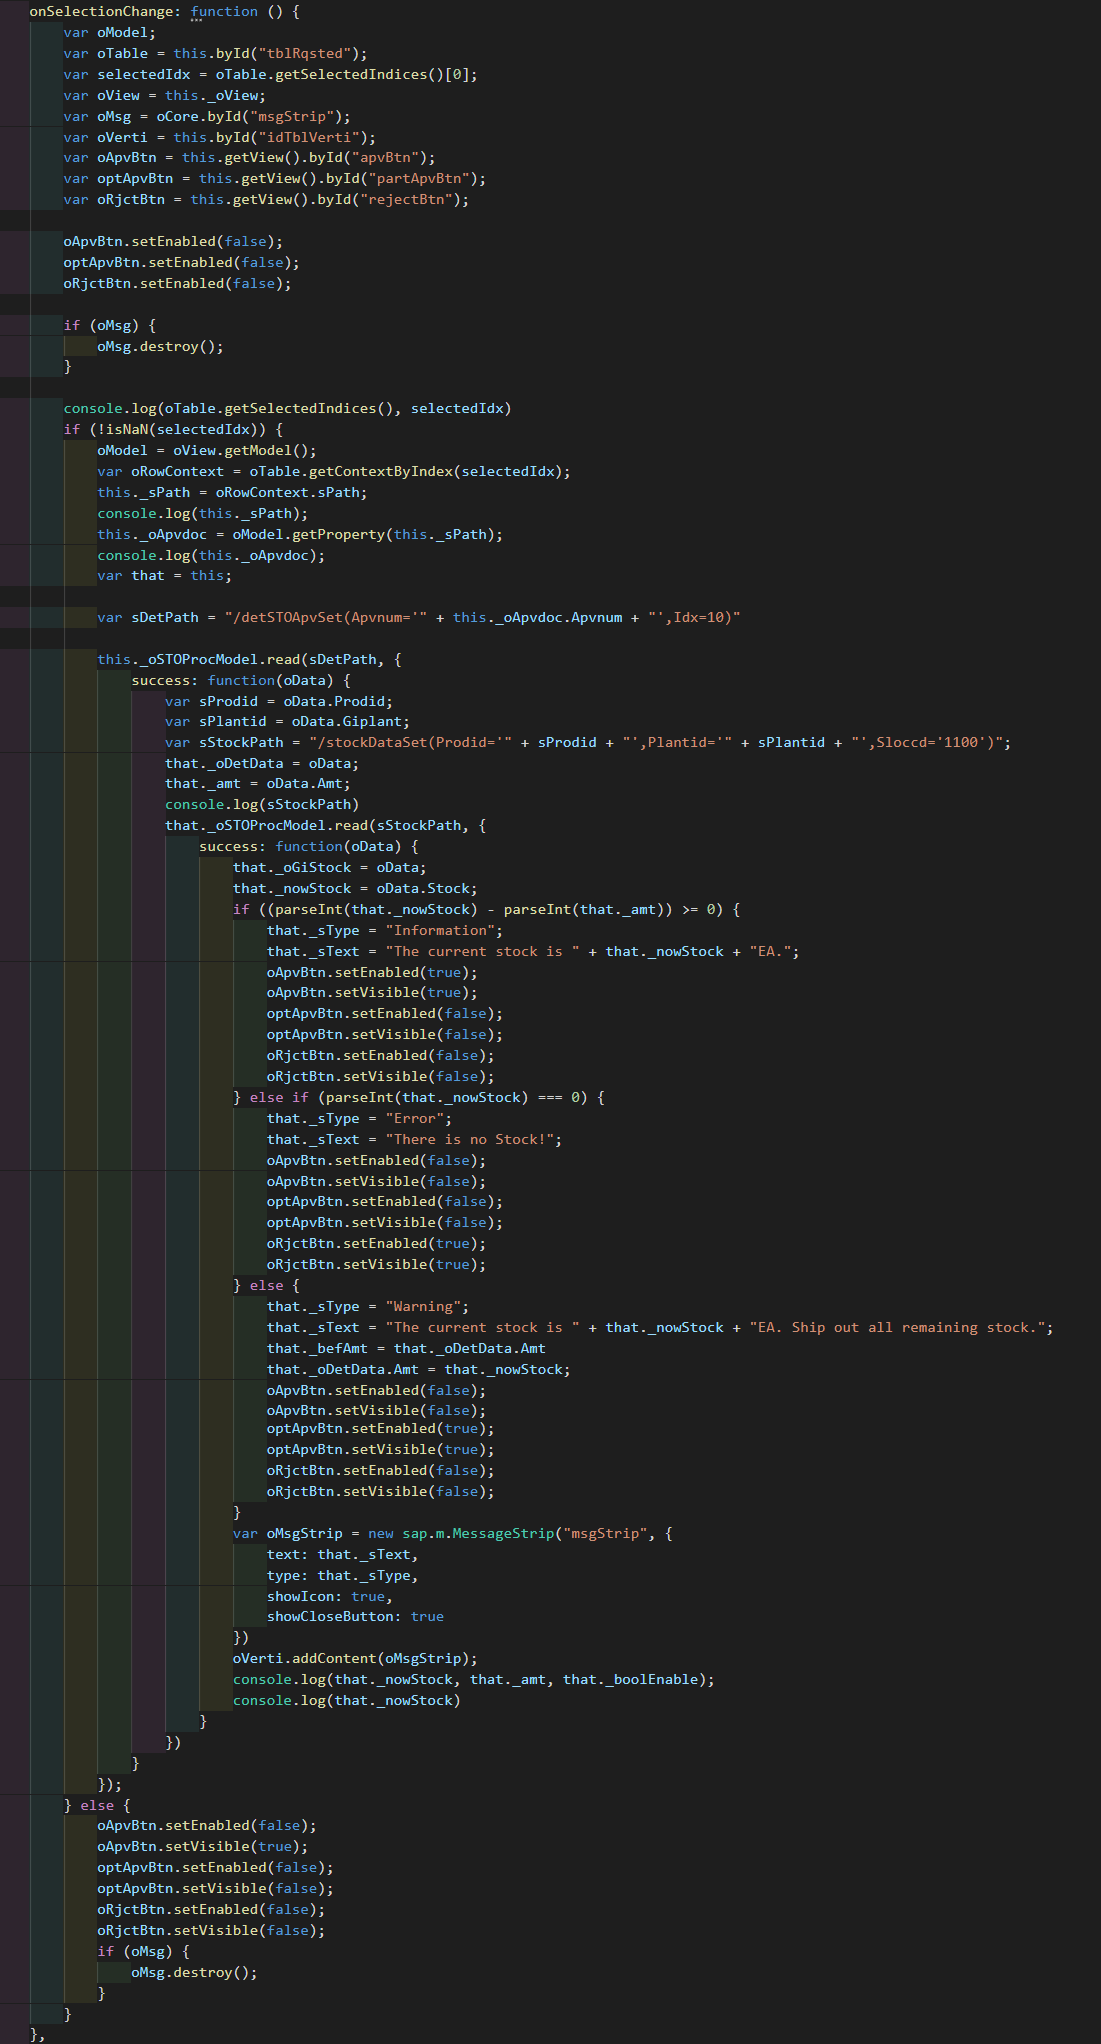 onSelectionChange: function () {
var oModel;
var oTable = this.byId("tblRqsted");
var selectedIdx = oTable.getSelectedIndices()[0];
var oView = this._oView;
var oMsg = oCore.byId("msgStrip");
var oVerti = this.byId("idTblVerti");
var oApvBtn = this.getView().byId("apvBtn");
var optApvBtn = this.getView().byId("partApvBtn");
var oRjctBtn = this.getView().byId("rejectBtn");
oApvBtn.setEnabled(false);
optApvBtn.setEnabled(false);
oRjctBtn.setEnabled(false);
if (oMsg) {
oMsg.destroy();
}
console.log(oTable.getSelectedIndices(), selectedIdx)
if (!isNaN(selectedIdx)) {
oModel = oView.getModel();
var oRowContext = oTable.getContextByIndex(selectedIdx);
this._sPath = oRowContext.sPath;
console.log(this._sPath);
this._oApvdoc = oModel.getProperty(this._sPath);
console.log(this._oApvdoc);
var that = this;
var sDetPath = "/detSTOApvSet(Apvnum='" + this._oApvdoc.Apvnum + "',Idx=10)"
this._oSTOProcModel.read(sDetPath, {
success: function(oData) {
var sProdid = oData.Prodid;
var sPlantid = oData.Giplant;
var sStockPath = "/stockDataSet(Prodid='" + sProdid + "',Plantid='" + sPlantid + "',Sloccd='1100')";
that._oDetData = oData;
that._amt = oData.Amt;
console.log(sStockPath)
that._oSTOProcModel.read(sStockPath, {
success: function(oData) {
that._oGiStock = oData;
that._nowStock = oData.Stock;
if ((parseInt(that._nowStock) - parseInt(that._amt)) >= 0) {
that._sType = "Information";
that._sText = "The current stock is " + that._nowStock + "EA.";
oApvBtn.setEnabled(true);
oApvBtn.setVisible(true);
optApvBtn.setEnabled(false);
optApvBtn.setVisible(false);
oRjctBtn.setEnabled(false);
oRjctBtn.setVisible(false);
} else if (parseInt(that._nowStock) === 0) {
that._sType = "Error";
that._sText = "There is no Stock!";
oApvBtn.setEnabled(false);
oApvBtn.setVisible(false);
optApvBtn.setEnabled(false);
optApvBtn.setVisible(false);
oRjctBtn.setEnabled(true);
oRjctBtn.setVisible(true);
} else {
that._sType = "Warning";
that._sText = "The current stock is " + that._nowStock + "EA. Ship out all remaining stock.";
that._befAmt = that._oDetData.Amt
that._oDetData.Amt = that._nowStock;
oApvBtn.setEnabled(false);
oApvBtn.setVisible(false);
optApvBtn.setEnabled(true);
optApvBtn.setVisible(true);
oRjctBtn.setEnabled(false);
oRjctBtn.setVisible(false);
}
var oMsgStrip = new sap.m.MessageStrip("msgStrip", {
text: that._sText,
type: that._sType,
showIcon: true,
showCloseButton: true
})
oVerti.addContent(oMsgStrip);
console.log(that._nowStock, that._amt, that._boolEnable);
console.log(that._nowStock)
}
})
}
});
} else {
oApvBtn.setEnabled(false);
oApvBtn.setVisible(true);
optApvBtn.setEnabled(false);
optApvBtn.setVisible(false);
oRjctBtn.setEnabled(false);
oRjctBtn.setVisible(false);
if (oMsg) {
oMsg.destroy();
}
}
},